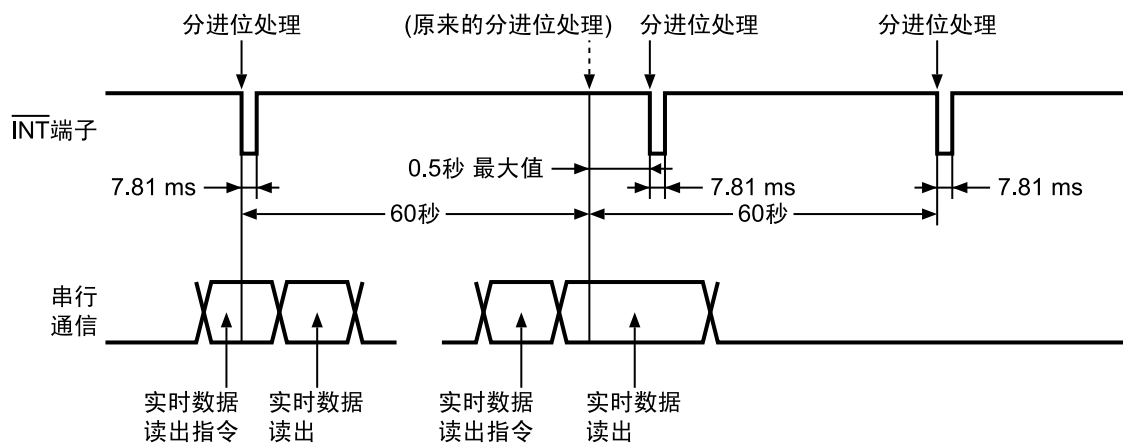 分进位处理
(原来的分进位处理)
分进位处理
分进位处理
INT端子
0.5秒 最大值
7.81 ms
7.81 ms
7.81 ms
60秒
60秒
串行
通信
实时数据
读出指令
实时数据
读出
实时数据
读出指令
实时数据
读出